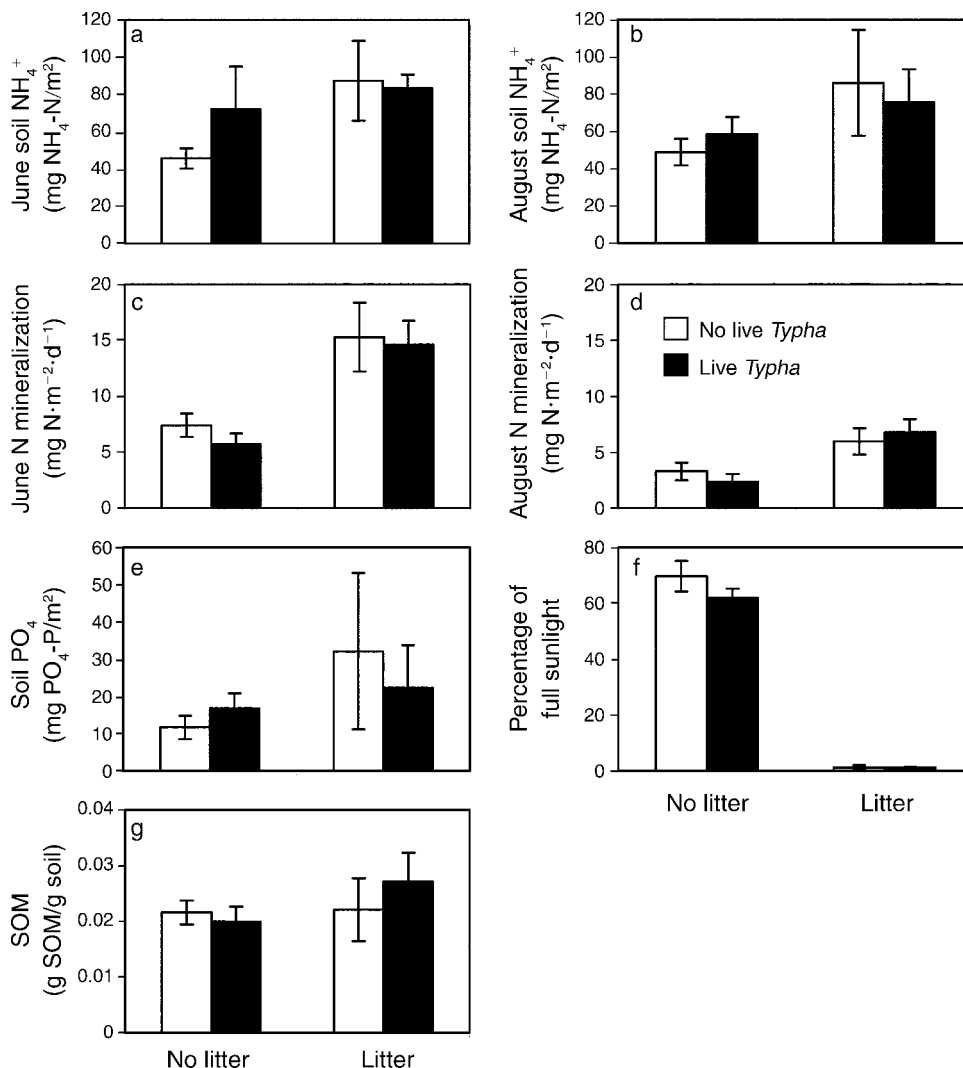 a
June soil NH₄⁺
(mg NH₄-N/m²)
120
100
80
60
40
20
0
b
August soil NH₄⁺
(mg NH₄-N/m²)
120
100
80
60
40
20
0
c
June N mineralization
(mg N·m⁻²·d⁻¹)
20
15
10
5
0
d
August N mineralization
(mg N·m⁻²·d⁻¹)
20
15
10
5
0
No live Typha
Live Typha
e
Soil PO₄
(mg PO₄-P/m²)
60
50
40
30
20
10
0
f
Percentage of
full sunlight
80
60
40
20
0
No litter
Litter
g
SOM
(g SOM/g soil)
0.04
0.03
0.02
0.01
0
No litter
Litter